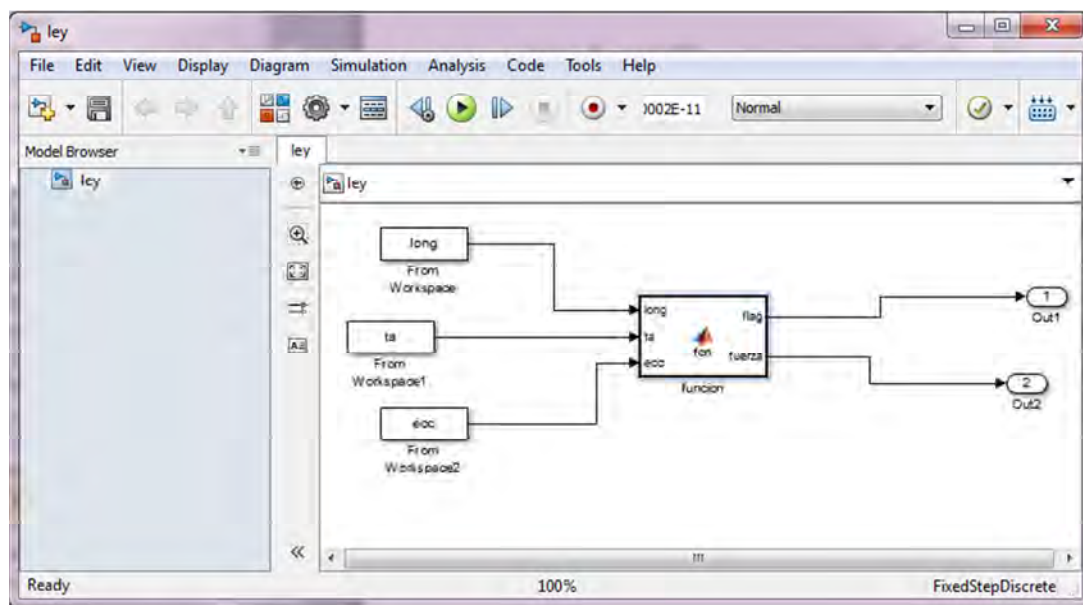 ley
File Edit View Display Diagram Simulation Analysis Code Tools Help
)002E-11 Normal
Model Browser
ley
ley
ley
long
From
Workspace
ta
From
Workspace1
ecc
From
Workspace2
long
ta
ecc
fcn
flag
fuerza
funcion
1
Out1
2
Out2
Ready 100% FixedStepDiscrete